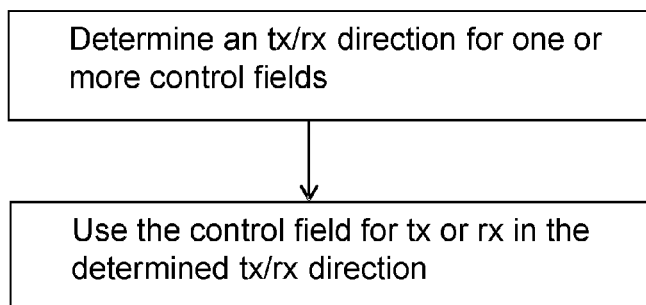 Determine an tx/rx direction for one or
more control fields
Use the control field for tx or rx in the
determined tx/rx direction